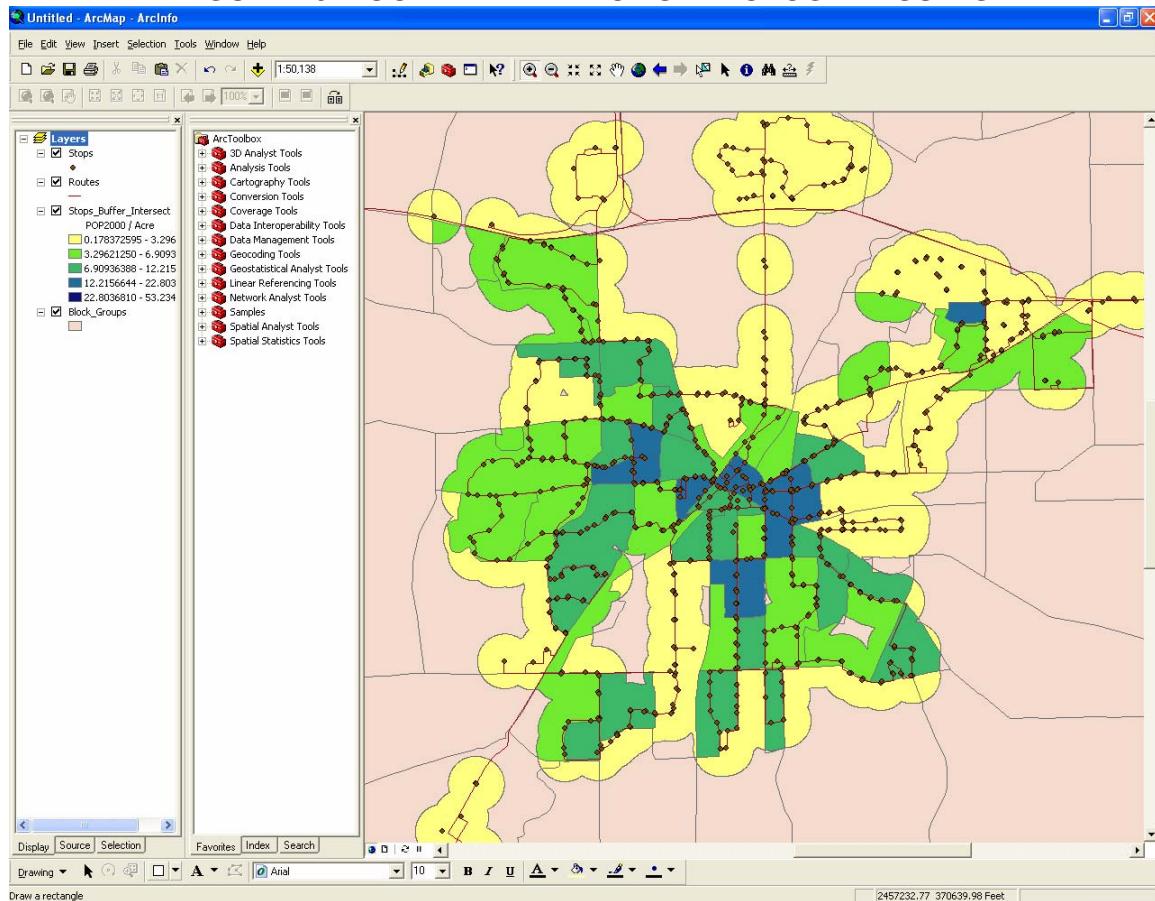 Untitled - ArcMap - ArcInfo
File Edit View Insert Selection Tools Window Help
1:50,138
100%
Layers
Stops
Routes
Stops_Buffer_Intersect
POP2000 / Acre
0.178372595 - 3.296
3.29621250 - 6.9093
6.90936388 - 12.215
12.2156644 - 22.803
22.8036810 - 53.234
Block_Groups
Display Source Selection
ArcToolbox
3D Analyst Tools
Analysis Tools
Cartography Tools
Conversion Tools
Coverage Tools
Data Interoperability Tools
Data Management Tools
Geocoding Tools
Geostatistical Analyst Tools
Linear Referencing Tools
Network Analyst Tools
Samples
Spatial Analyst Tools
Spatial Statistics Tools
Favorites Index Search
Drawing A Arial 10 B I U A
Draw a rectangle
2457232.77 370639.98 Feet